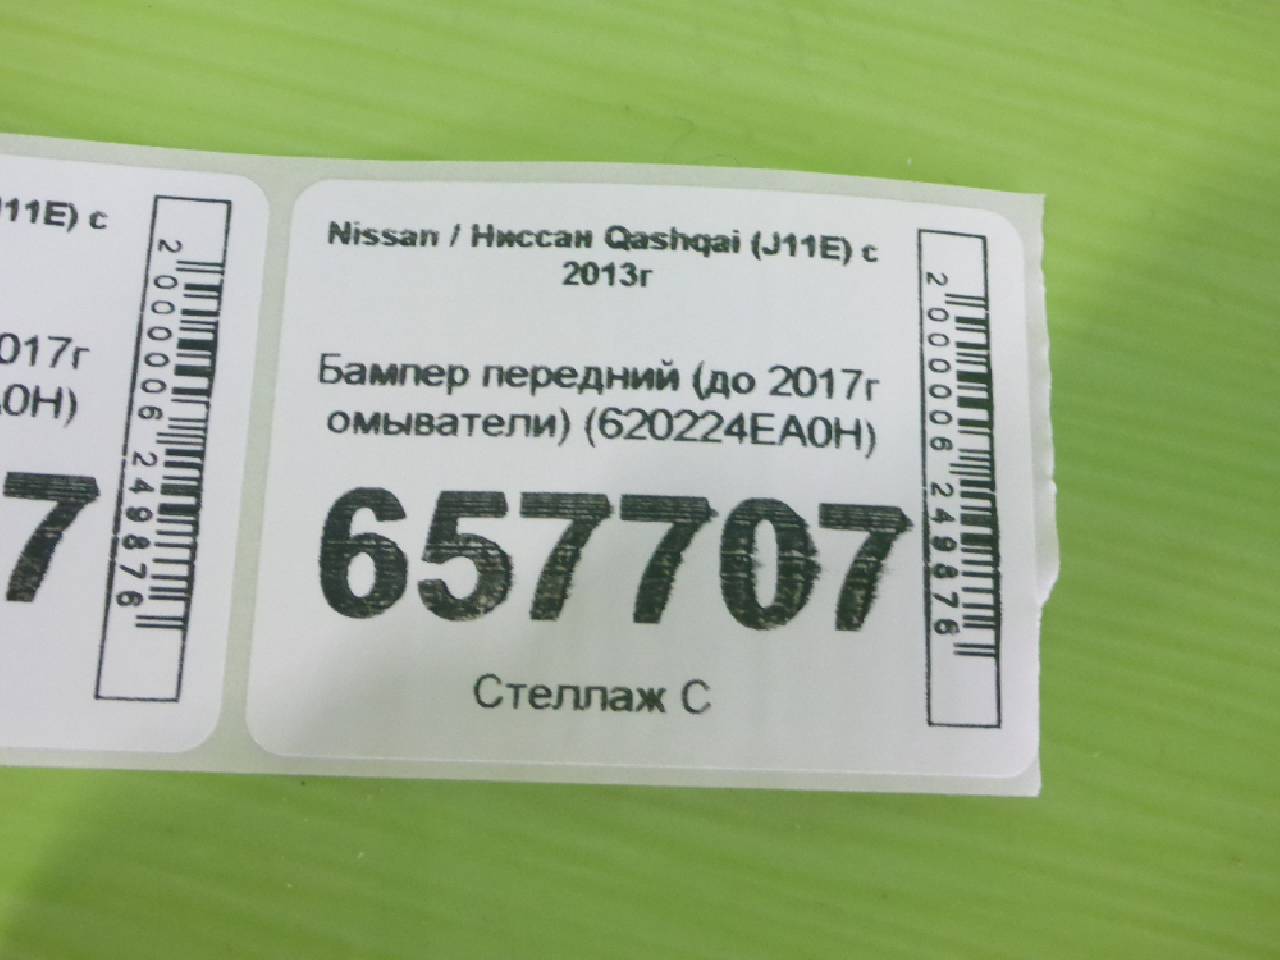 J11E) с
017г
A0H)
7
2000006249876
Nissan / Ниссан Qashqai (J11E) с
2013г
Бампер передний (до 2017г
омыватели) (620224EA0H)
657707
Стеллаж С
2000006249876